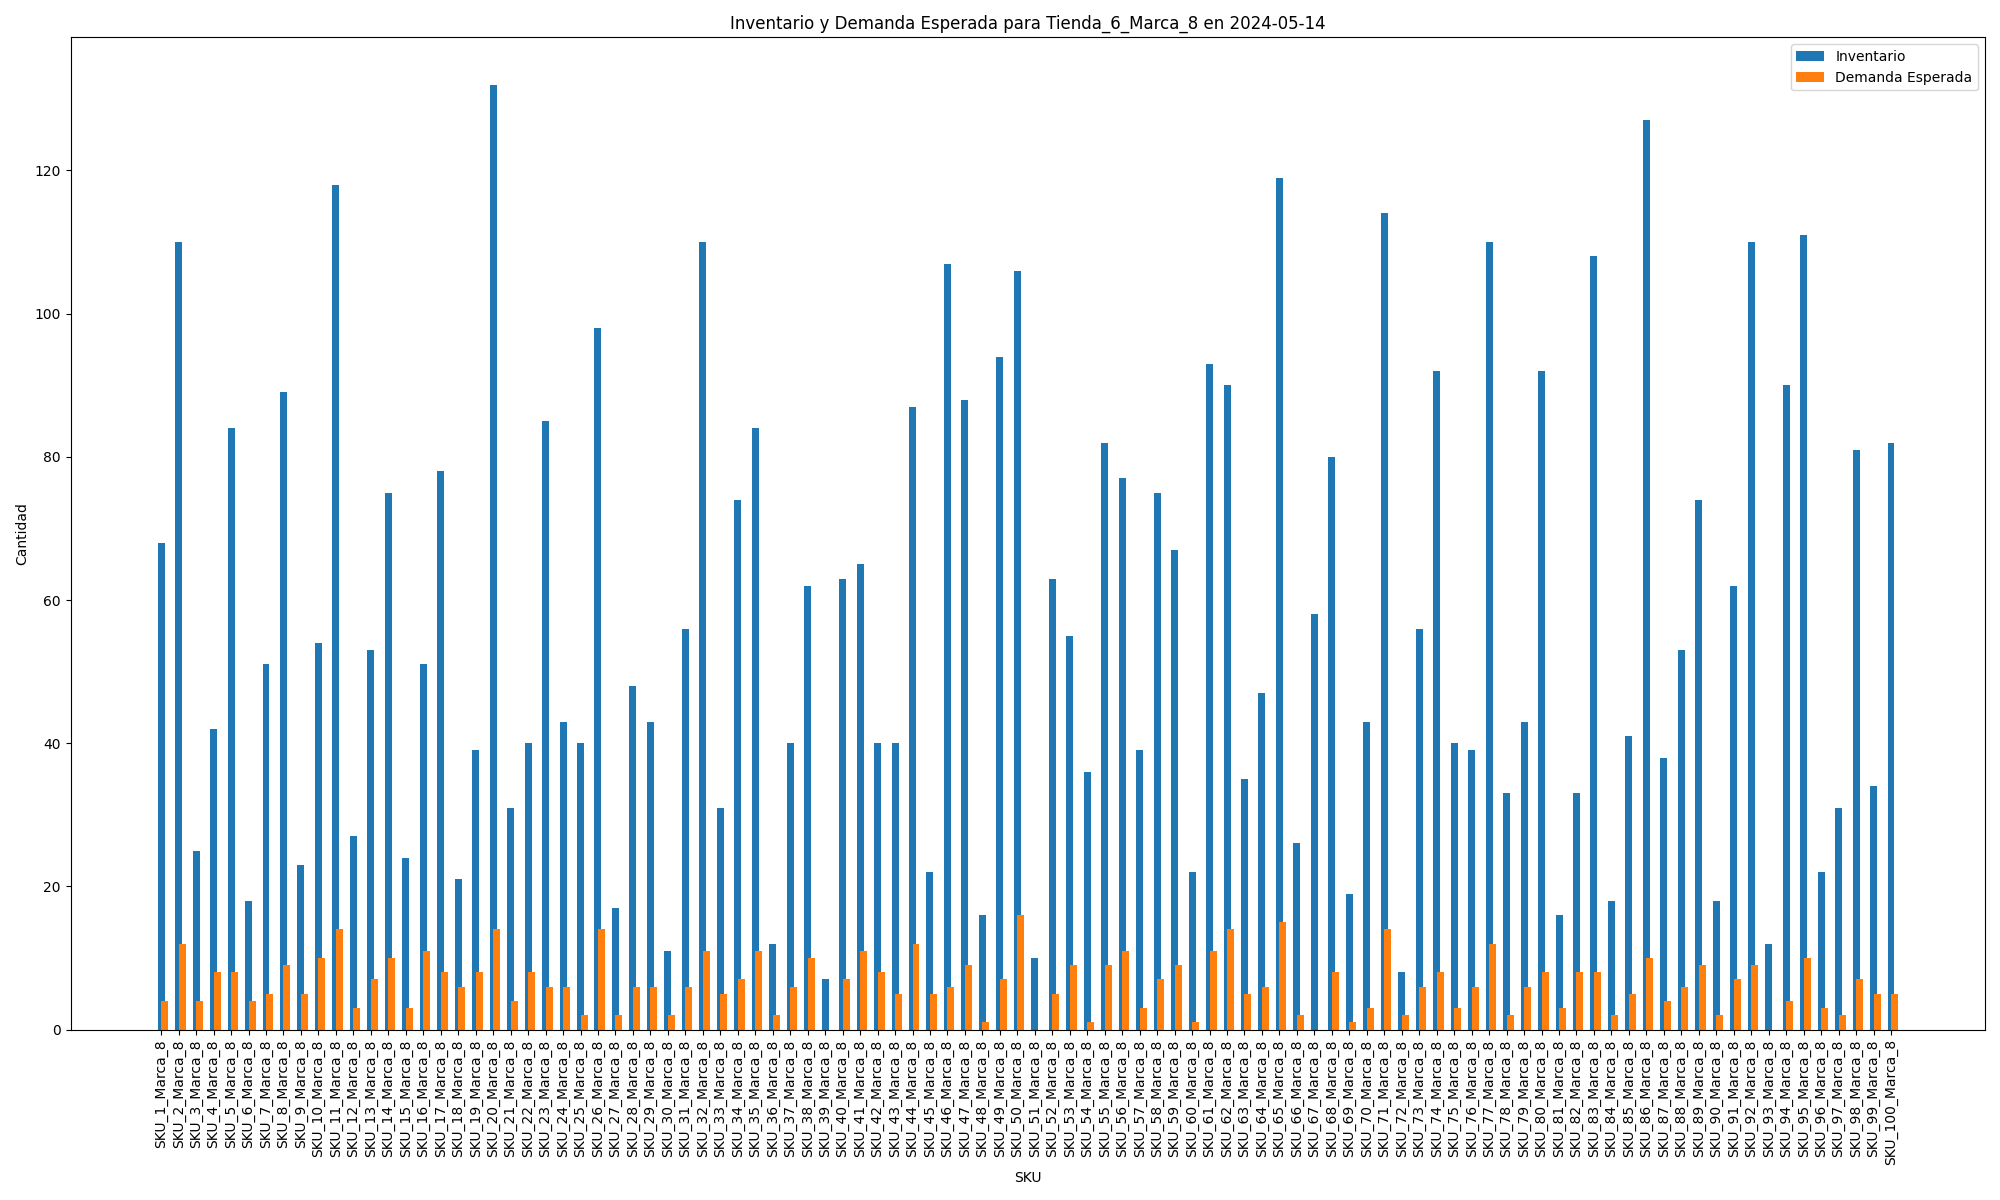 Inventario y Demanda Esperada para Tienda_6_Marca_8 en 2024-05-14
Inventario
Demanda Esperada
Cantidad
120
100
80
60
40
20
0
SKU_1_Marca_8
SKU_2_Marca_8
SKU_3_Marca_8
SKU_4_Marca_8
SKU_5_Marca_8
SKU_6_Marca_8
SKU_7_Marca_8
SKU_8_Marca_8
SKU_9_Marca_8
SKU_10_Marca_8
SKU_11_Marca_8
SKU_12_Marca_8
SKU_13_Marca_8
SKU_14_Marca_8
SKU_15_Marca_8
SKU_16_Marca_8
SKU_17_Marca_8
SKU_18_Marca_8
SKU_19_Marca_8
SKU_20_Marca_8
SKU_21_Marca_8
SKU_22_Marca_8
SKU_23_Marca_8
SKU_24_Marca_8
SKU_25_Marca_8
SKU_26_Marca_8
SKU_27_Marca_8
SKU_28_Marca_8
SKU_29_Marca_8
SKU_30_Marca_8
SKU_31_Marca_8
SKU_32_Marca_8
SKU_33_Marca_8
SKU_34_Marca_8
SKU_35_Marca_8
SKU_36_Marca_8
SKU_37_Marca_8
SKU_38_Marca_8
SKU_39_Marca_8
SKU_40_Marca_8
SKU_41_Marca_8
SKU_42_Marca_8
SKU_43_Marca_8
SKU_44_Marca_8
SKU_45_Marca_8
SKU_46_Marca_8
SKU_47_Marca_8
SKU_48_Marca_8
SKU_49_Marca_8
SKU_50_Marca_8
SKU_51_Marca_8
SKU_52_Marca_8
SKU_53_Marca_8
SKU_54_Marca_8
SKU_55_Marca_8
SKU_56_Marca_8
SKU_57_Marca_8
SKU_58_Marca_8
SKU_59_Marca_8
SKU_60_Marca_8
SKU_61_Marca_8
SKU_62_Marca_8
SKU_63_Marca_8
SKU_64_Marca_8
SKU_65_Marca_8
SKU_66_Marca_8
SKU_67_Marca_8
SKU_68_Marca_8
SKU_69_Marca_8
SKU_70_Marca_8
SKU_71_Marca_8
SKU_72_Marca_8
SKU_73_Marca_8
SKU_74_Marca_8
SKU_75_Marca_8
SKU_76_Marca_8
SKU_77_Marca_8
SKU_78_Marca_8
SKU_79_Marca_8
SKU_80_Marca_8
SKU_81_Marca_8
SKU_82_Marca_8
SKU_83_Marca_8
SKU_84_Marca_8
SKU_85_Marca_8
SKU_86_Marca_8
SKU_87_Marca_8
SKU_88_Marca_8
SKU_89_Marca_8
SKU_90_Marca_8
SKU_91_Marca_8
SKU_92_Marca_8
SKU_93_Marca_8
SKU_94_Marca_8
SKU_95_Marca_8
SKU_96_Marca_8
SKU_97_Marca_8
SKU_98_Marca_8
SKU_99_Marca_8
SKU_100_Marca_8
SKU